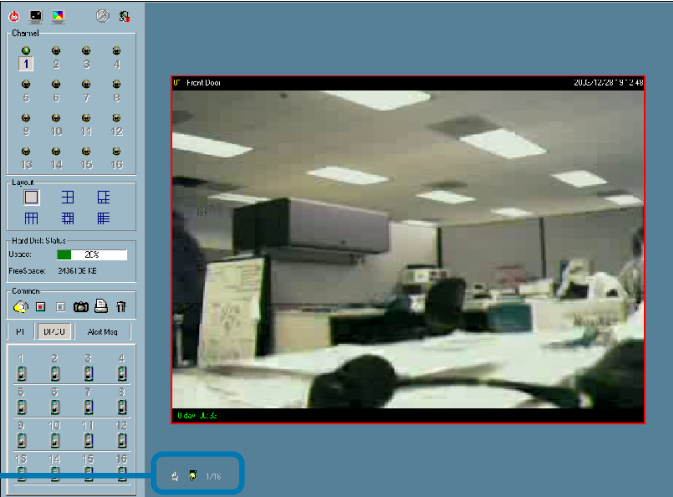 Channel
1 2 3 4
5 6 7 8
9 10 11 12
13 14 15 16
Layout
Hard Disk Status
Usage: 20%
FreeSpace: KB
Common
DI/DO Alert Msg
1 2 3 4
5 6 7 8
9 10 11 12
13 14 15 16
Front Door
1/16